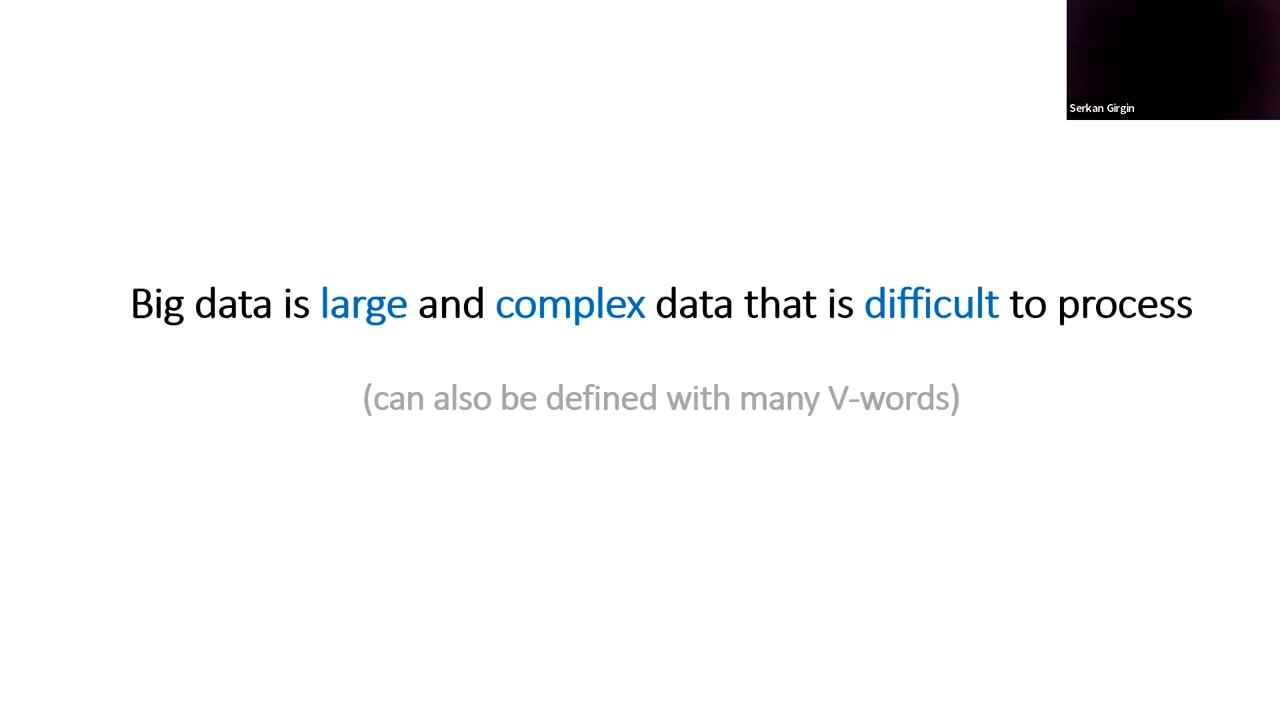 Serkan Girgin
Big data is large and complex data that is difficult to process
(can also be defined with many V-words)